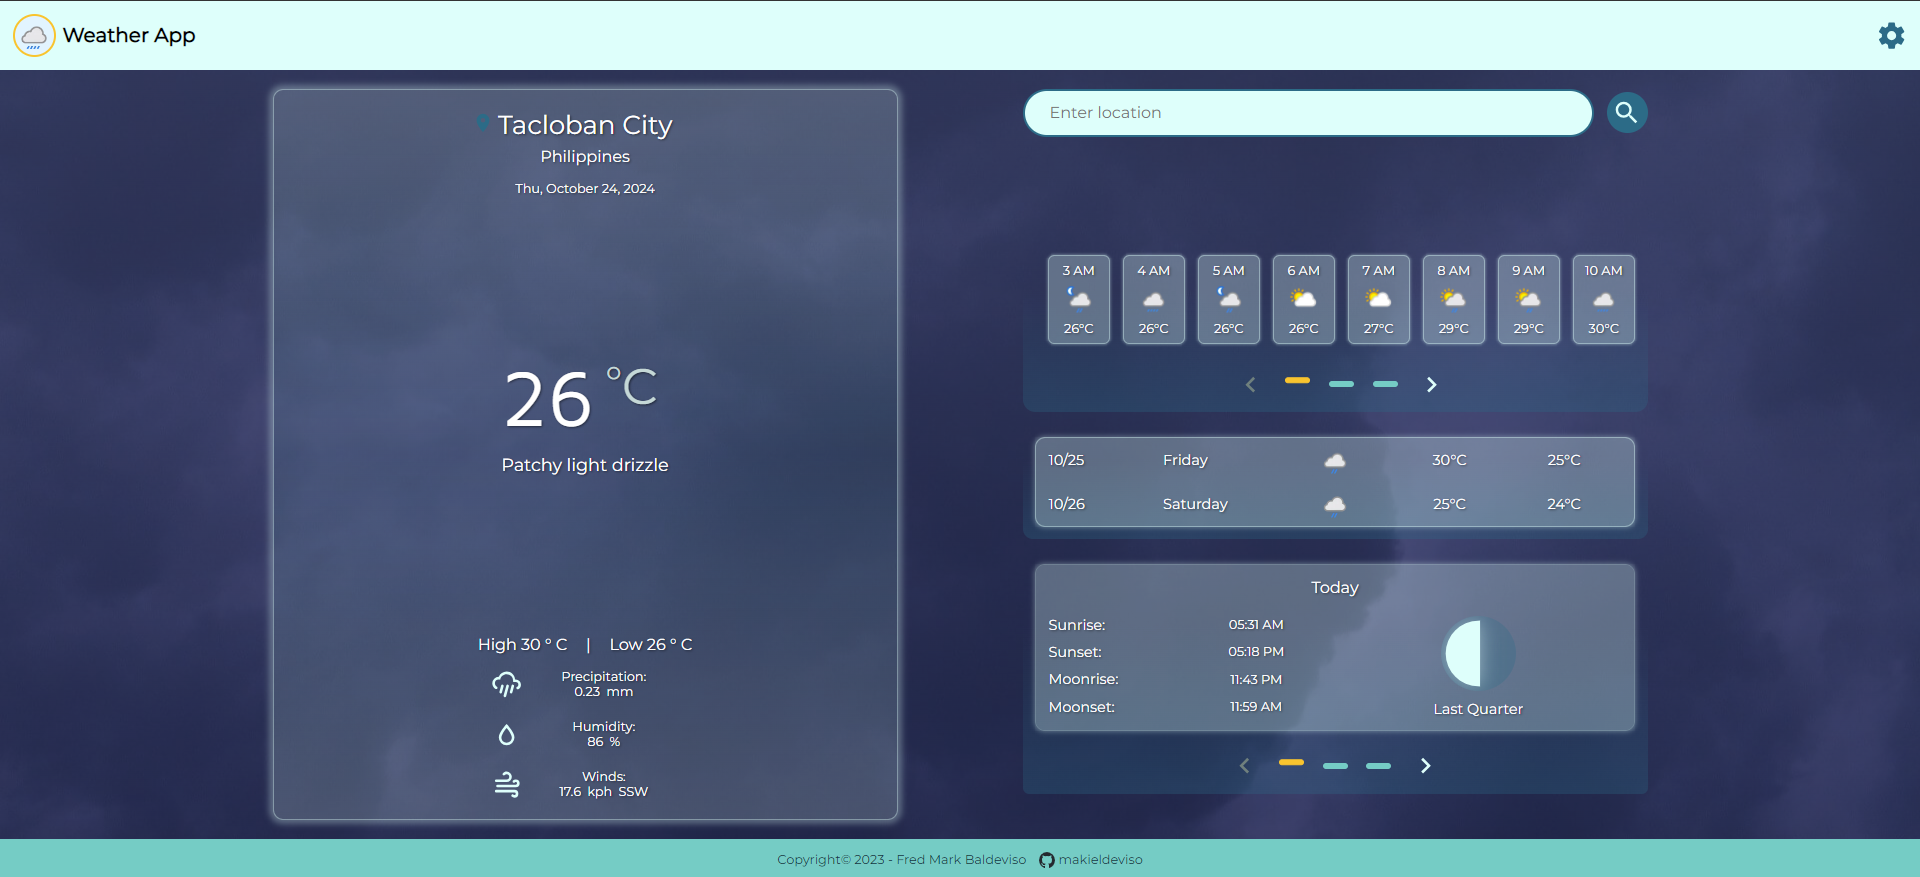 Weather App
Tacloban City
Philippines
Thu, October 24, 2024
26 °C
Patchy light drizzle
High 30 ° C | Low 26 ° C
Precipitation:
0.23 mm
Humidity:
86 %
Winds:
17.6 kph SSW
Enter location
3 AM 4 AM 5 AM 6 AM 7 AM 8 AM 9 AM 10 AM
26°C 26°C 26°C 26°C 27°C 29°C 29°C 30°C
10/25 Friday 30°C 25°C
10/26 Saturday 25°C 24°C
Today
Sunrise: 05:31 AM
Sunset: 05:18 PM
Moonrise: 11:43 PM
Moonset: 11:59 AM
Last Quarter
Copyright© 2023 - Fred Mark Baldeviso makieldeviso